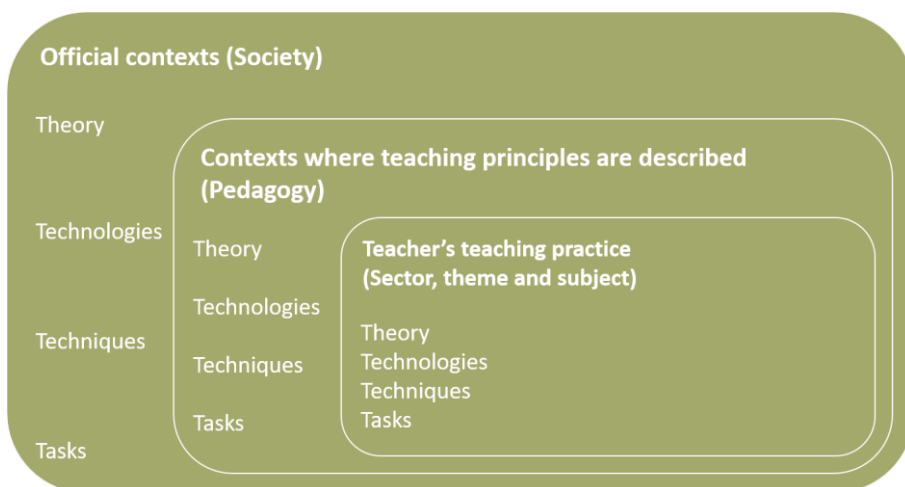 Official contexts (Society)
Theory
Technologies
Techniques
Tasks
Contexts where teaching principles are described
(Pedagogy)
Theory
Technologies
Techniques
Tasks
Teacher’s teaching practice
(Sector, theme and subject)
Theory
Technologies
Techniques
Tasks